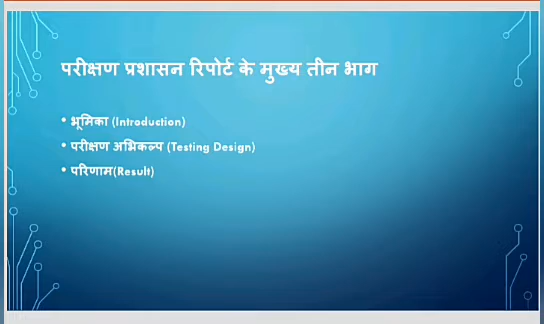 परीक्षण प्रशासन रिपोर्ट के मुख्य तीन भाग
• भूमिका (Introduction)
• परीक्षण अभिकल्प (Testing Design)
• परिणाम(Result)